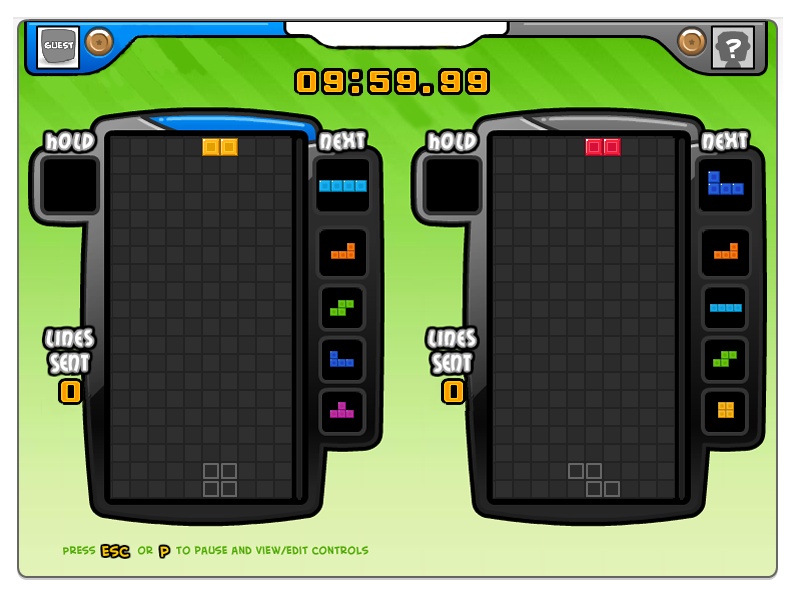 GUEST
?
09:59.99
HOLD
NEXT
HOLD
NEXT
LINES
SENT
0
LINES
SENT
0
PRESS ESC OR P TO PAUSE AND VIEW/EDIT CONTROLS